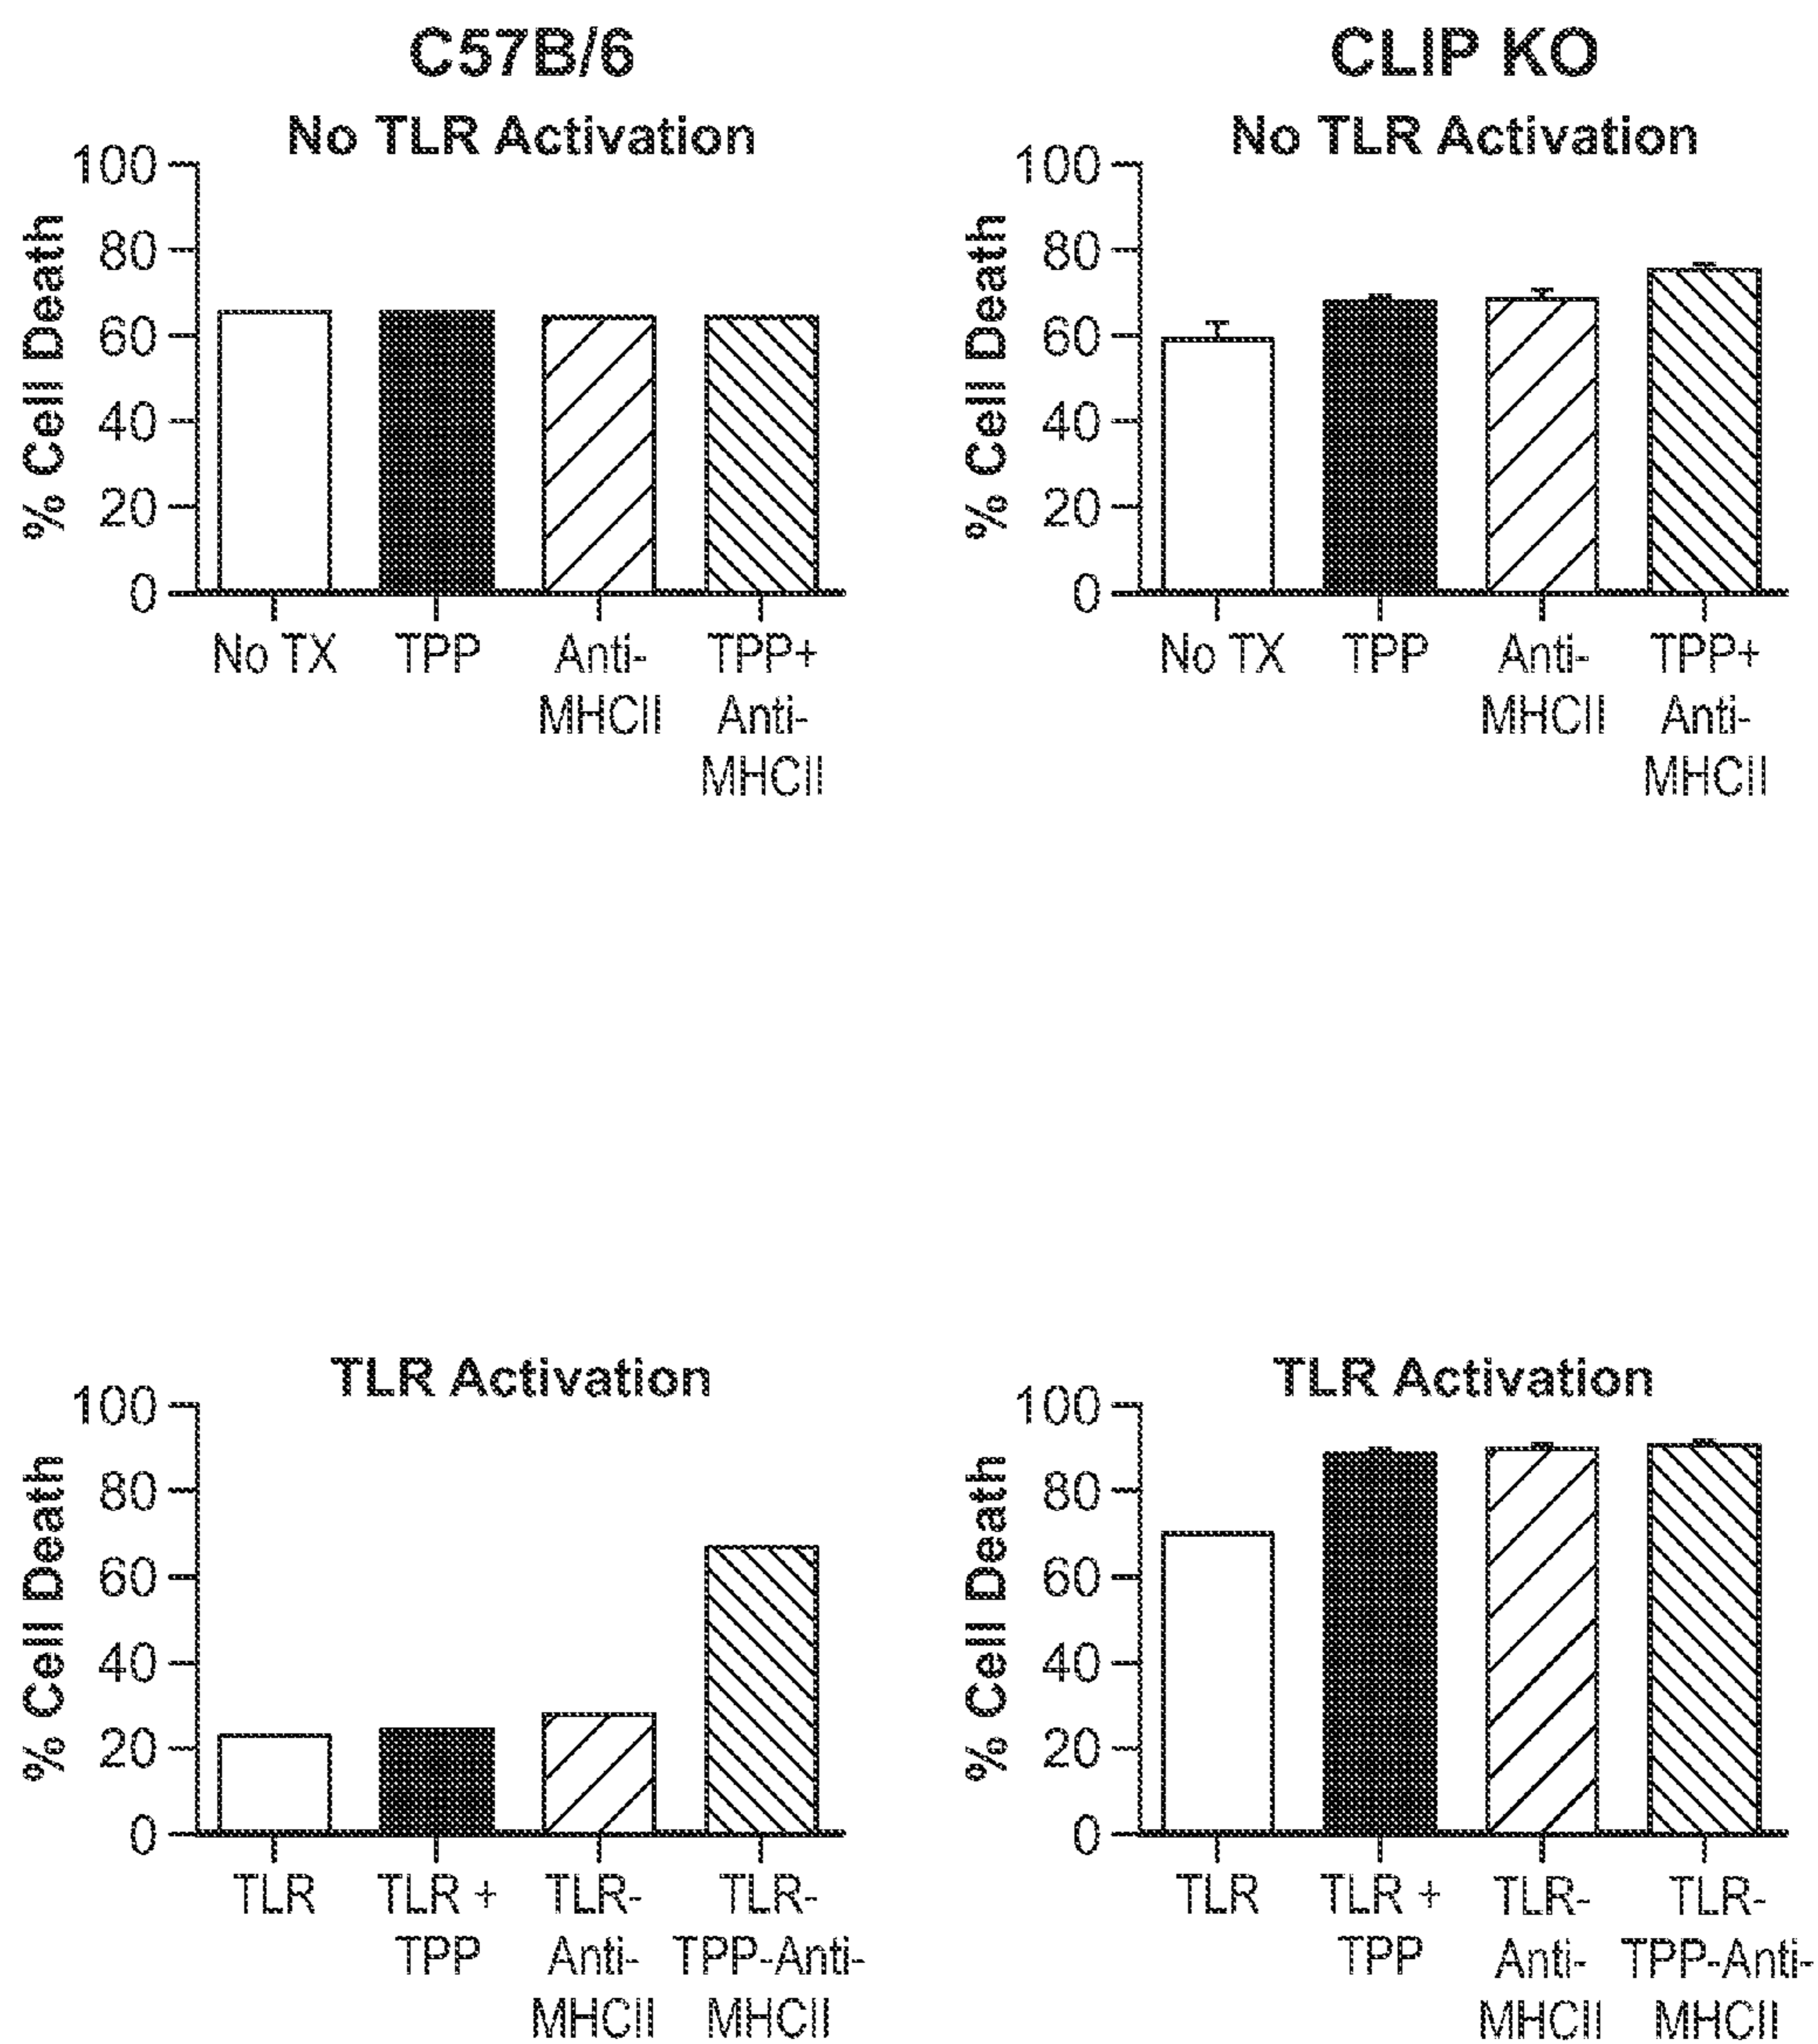 C57B/6
No TLR Activation
100
80
60
40
20
0
% Cell Death
No TX
TPP
Anti-
MHCII
TPP+
Anti-
MHCII
CLIP KO
No TLR Activation
100
80
60
40
20
0
% Cell Death
No TX
TPP
Anti-
MHCII
TPP+
Anti-
MHCII
TLR Activation
100
80
60
40
20
0
% Cell Death
TLR
TLR +
TPP
TLR-
Anti-
MHCII
TLR-
TPP-Anti-
MHCII
TLR Activation
100
80
60
40
20
0
% Cell Death
TLR
TLR +
TPP
TLR-
Anti-
MHCII
TLR-
TPP-Anti-
MHCII